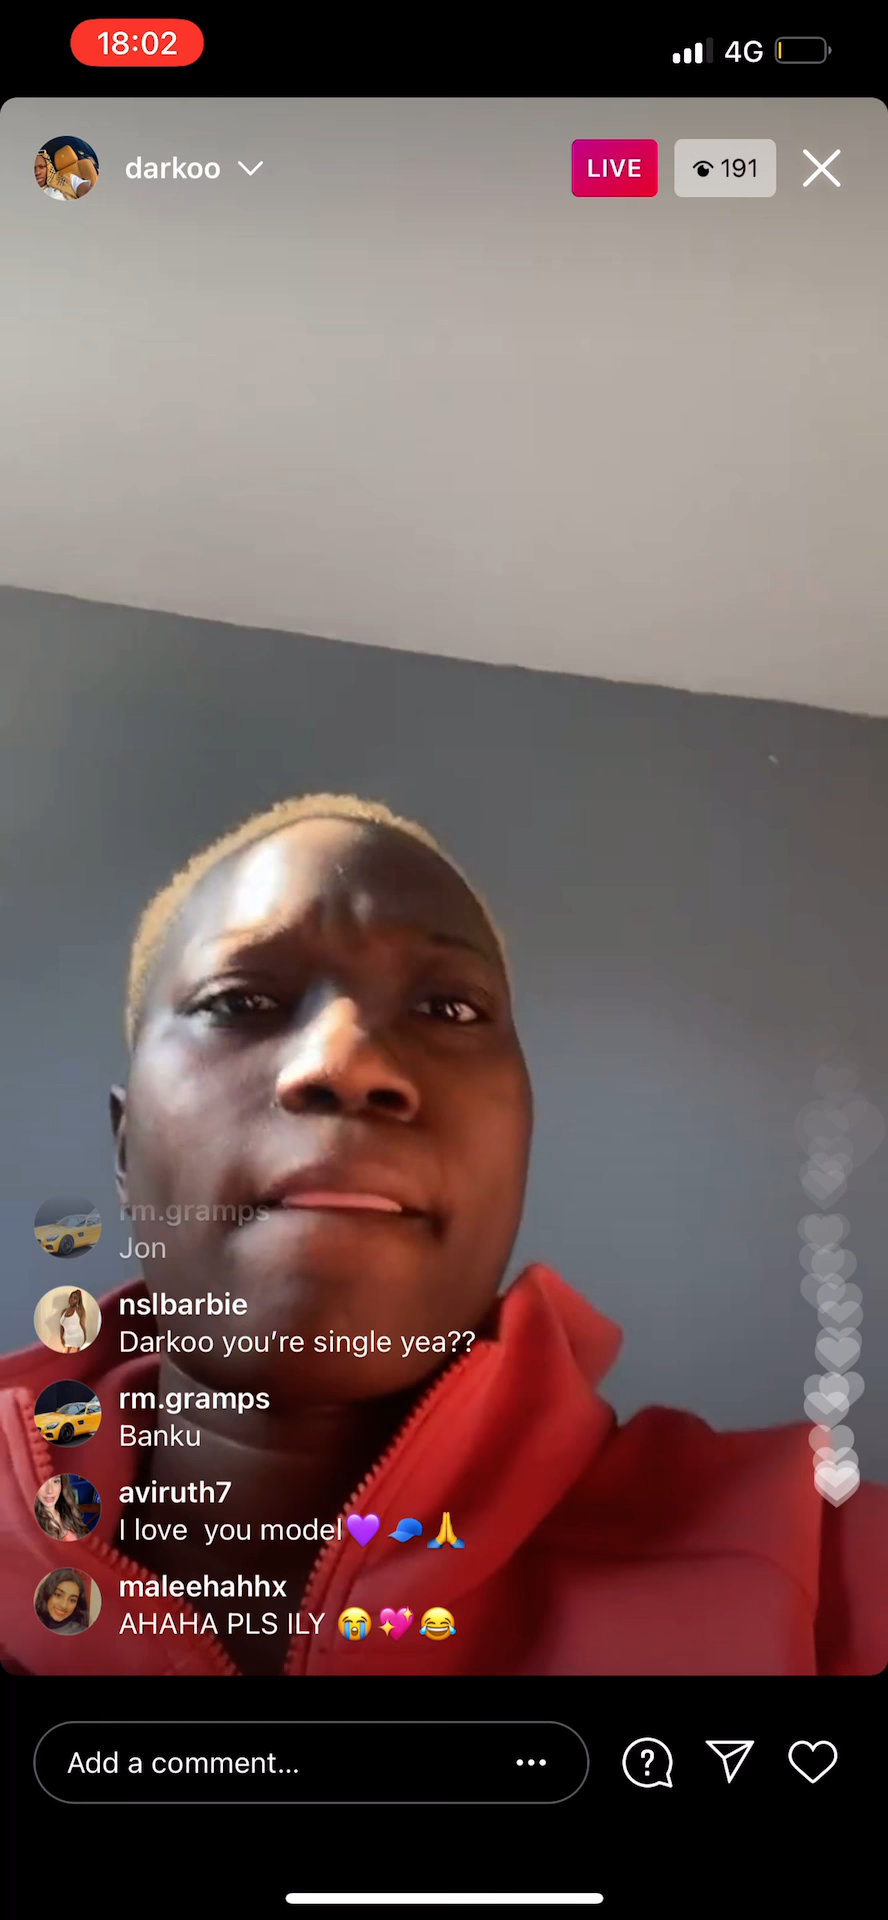 18:02
4G
darkoo
LIVE
191
rm.gramps
Jon
nslbarbie
Darkoo you’re single yea??
rm.gramps
Banku
aviruth7
I love  you model💜 🧢🙏
maleehahhx
AHAHA PLS ILY 😭💖😂
Add a comment...